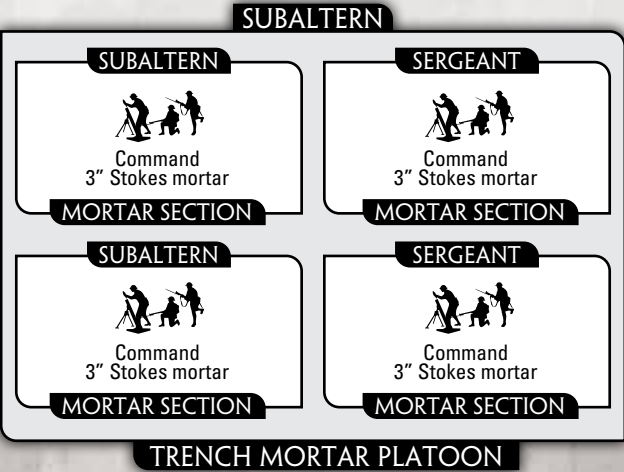 SUBALTERN
SUBALTERN
Command
3” Stokes mortar
MORTAR SECTION
SERGEANT
Command
3” Stokes mortar
MORTAR SECTION
SUBALTERN
Command
3” Stokes mortar
MORTAR SECTION
SERGEANT
Command
3” Stokes mortar
MORTAR SECTION
TRENCH MORTAR PLATOON